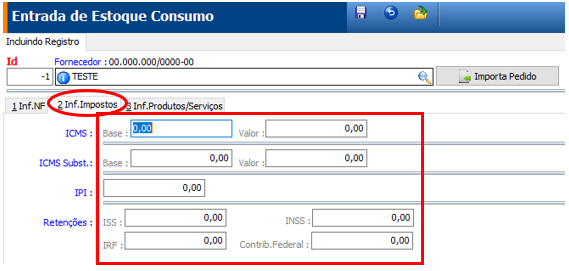 Entrada de Estoque Consumo
Incluindo Registro
Id Fornecedor : 00.000.000/0000-00
-1 TESTE Importa Pedido
1 Inf.NF 2 Inf.Impostos 3 Inf.Produtos/Serviços
ICMS : Base : 0,00 Valor : 0,00
ICMS Subst.: Base : 0,00 Valor : 0,00
IPI : 0,00
Retenções : ISS : 0,00 INSS : 0,00
IRF : 0,00 Contrib.Federal : 0,00